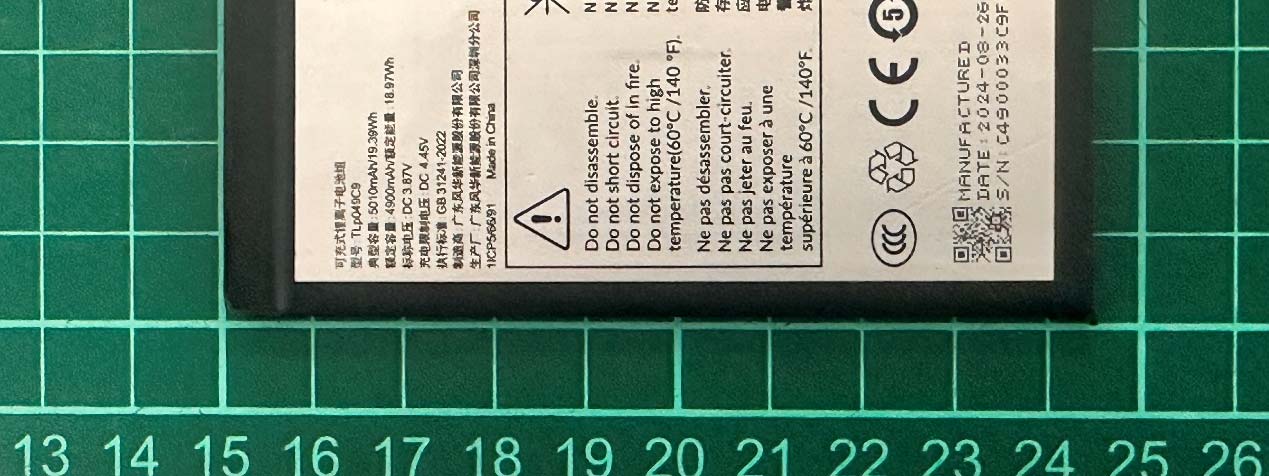 可充式锂离子电池组
型号: TLp049C9
典型容量: 5010mAh/19.39Wh
额定容量: 4900mAh/额定能量: 18.97Wh
标称电压: DC 3.87V
充电限制电压: DC 4.45V
执行标准: GB 31241-2022
制造商: 广东风华新能源股份有限公司
生产厂: 广东风华新能源股份有限公司深圳分公司
1ICP5/66/91 Made in China
Do not disassemble.
Do not short circuit.
Do not dispose of in fire.
Do not expose to high
temperature(60°C /140 °F).
Ne pas désassembler.
Ne pas court-circuiter.
Ne pas jeter au feu.
Ne pas exposer à une
température
supérieure à 60°C /140°F.
CCC
CE
5
MANUFACTURED
DATE: 2024-08-26
S/N: C4900033C9F
13 14 15 16 17 18 19 20 21 22 23 24 25 26